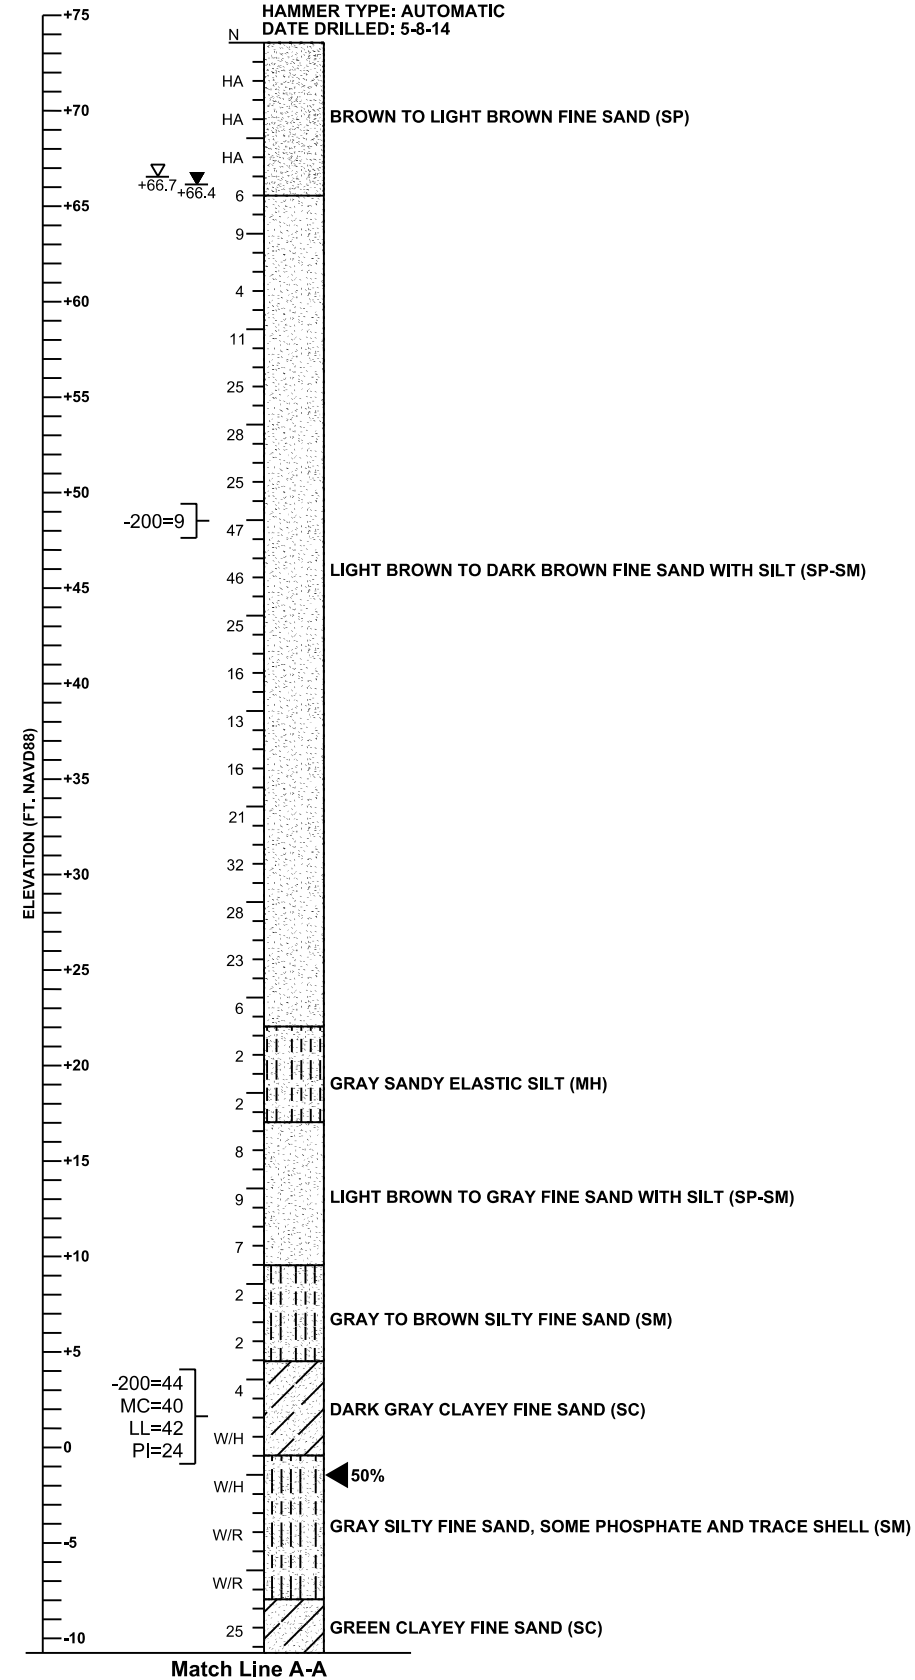 HAMMER TYPE: AUTOMATIC
DATE DRILLED: 5-8-14
+75
N
HA
+70
HA
BROWN TO LIGHT BROWN FINE SAND (SP)
HA
+66.7
+66.4
6
+65
9
4
+60
11
25
+55
28
25
+50
-200=9
47
46
LIGHT BROWN TO DARK BROWN FINE SAND WITH SILT (SP-SM)
+45
25
16
+40
13
16
+35
ELEVATION (FT. NAVD88)
21
32
+30
28
23
+25
6
2
+20
GRAY SANDY ELASTIC SILT (MH)
2
8
+15
9
LIGHT BROWN TO GRAY FINE SAND WITH SILT (SP-SM)
7
+10
2
GRAY TO BROWN SILTY FINE SAND (SM)
2
+5
-200=44
MC=40
LL=42
PI=24
4
DARK GRAY CLAYEY FINE SAND (SC)
W/H
0
50%
W/H
GRAY SILTY FINE SAND, SOME PHOSPHATE AND TRACE SHELL (SM)
W/R
-5
W/R
25
GREEN CLAYEY FINE SAND (SC)
-10
Match Line A-A